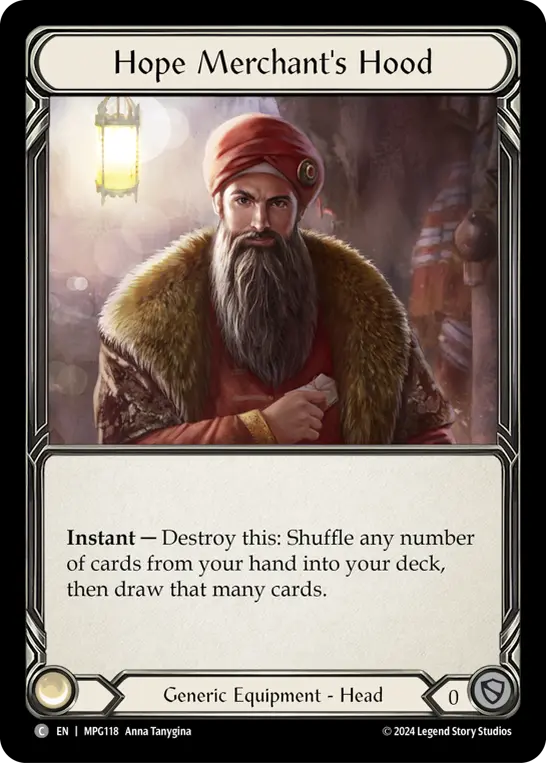 Hope Merchant's Hood
Instant — Destroy this: Shuffle any number
of cards from your hand into your deck,
then draw that many cards.
Generic Equipment - Head
0
C EN | MPG118 Anna Tanygina
© 2024 Legend Story Studios